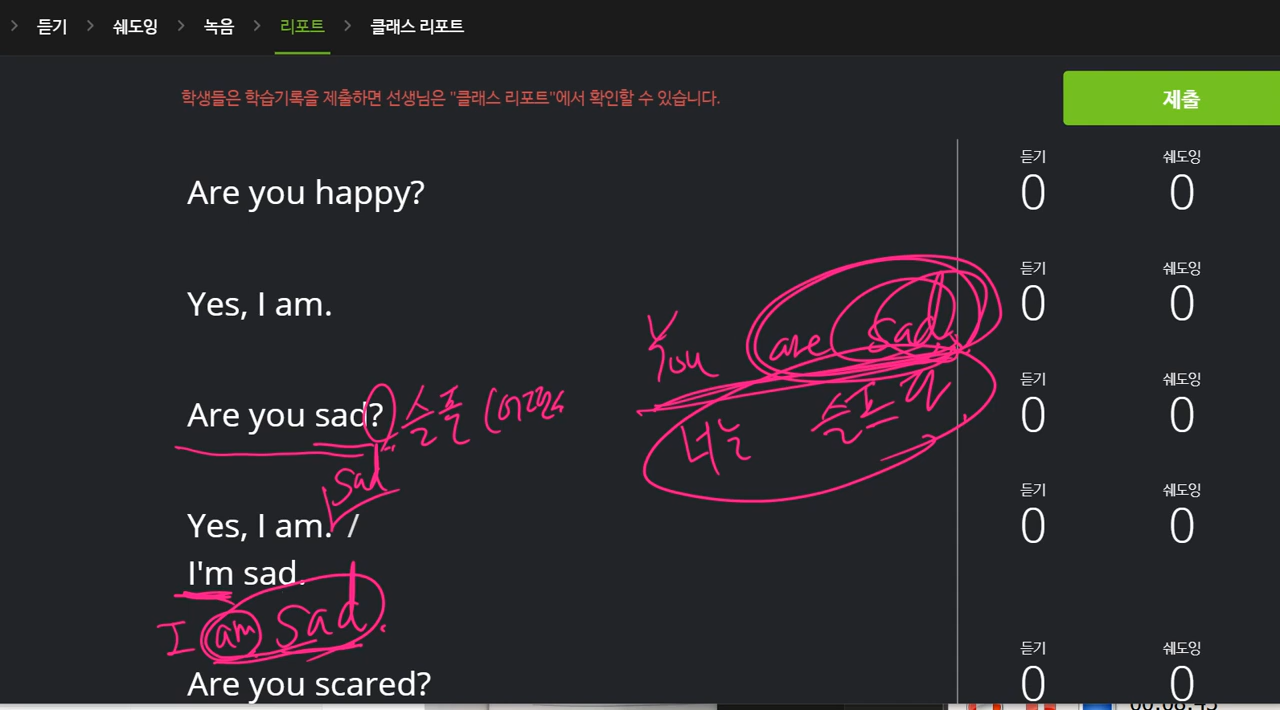 듣기 쉐도잉 녹음 리포트 클래스 리포트
학생들은 학습기록을 제출하면 선생님은 "클래스 리포트"에서 확인할 수 있습니다.
제출
듣기 쉐도잉
Are you happy? 0 0
듣기 쉐도잉
Yes, I am. 0 0
You are sad.
듣기 쉐도잉
Are you sad? 0 0
슬픈
너는 슬프다
sad
듣기 쉐도잉
Yes, I am. / 0 0
I'm sad.
I am sad.
듣기 쉐도잉
Are you scared? 0 0